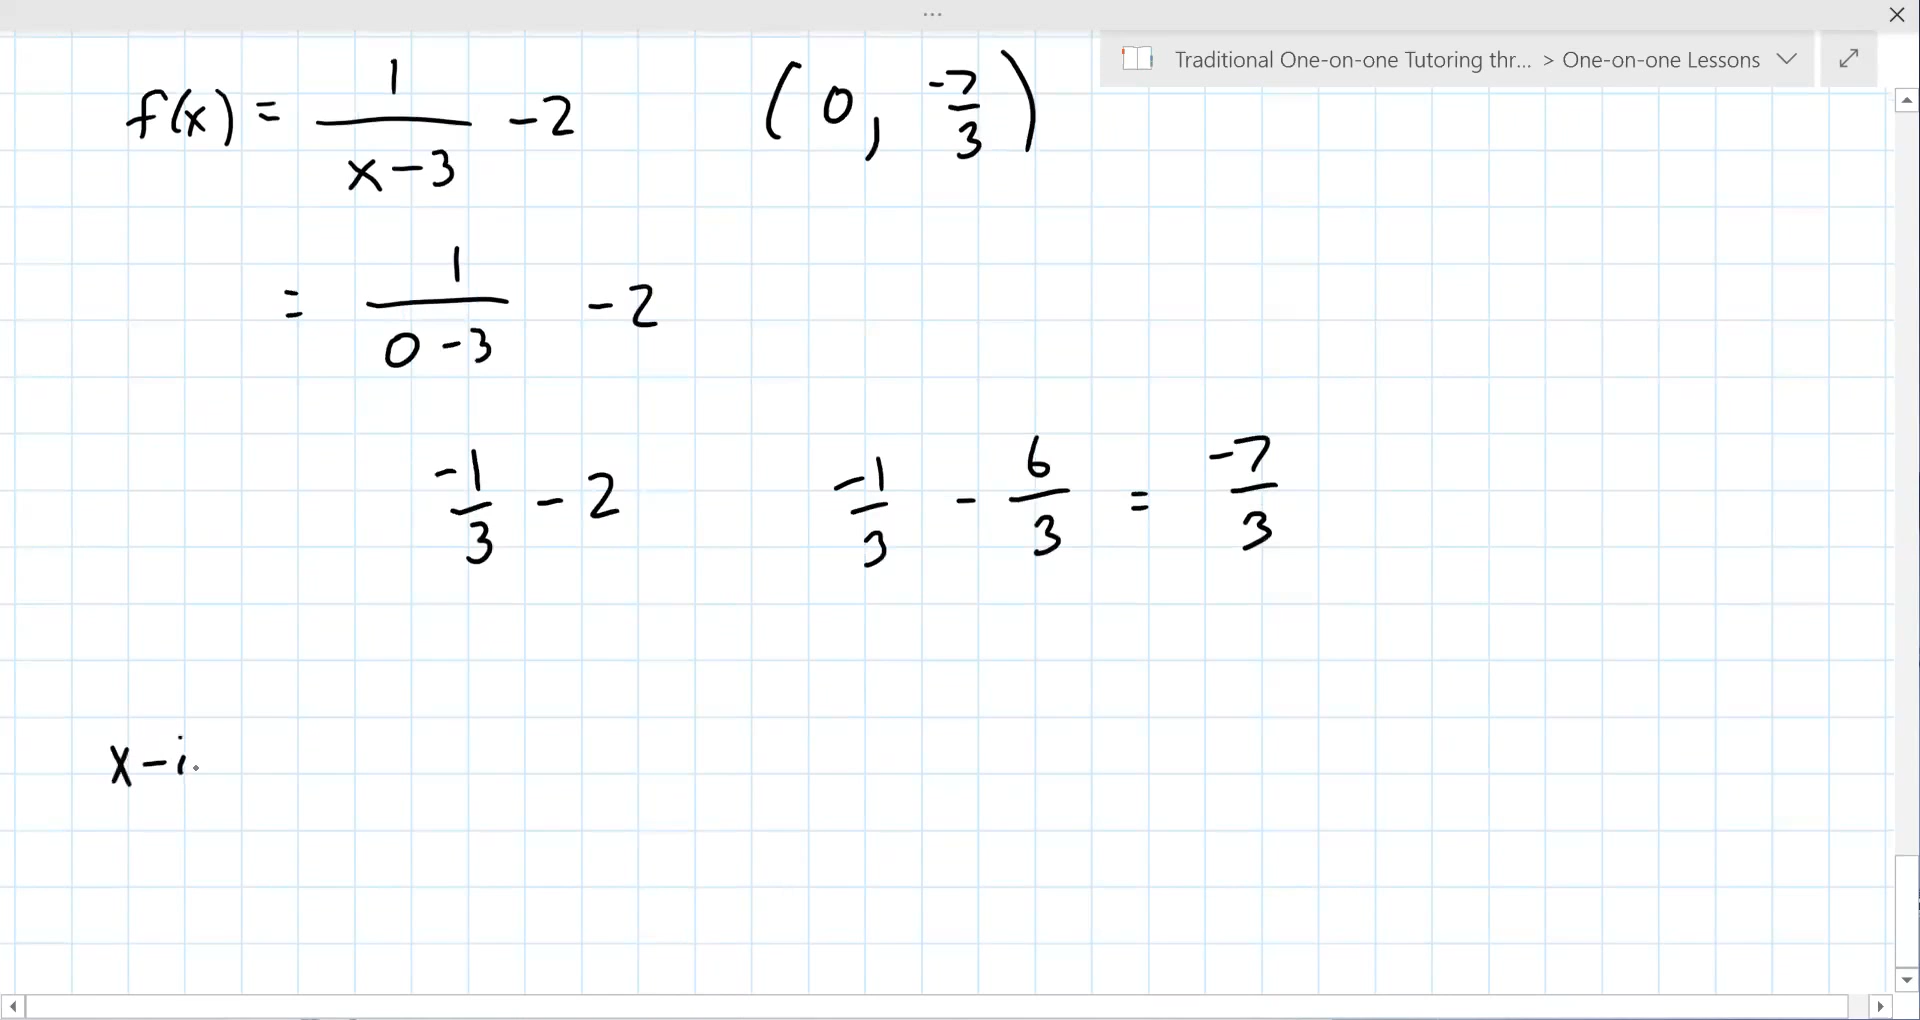 ...
Traditional One-on-one Tutoring thr... > One-on-one Lessons
f(x) = 1/(x-3) -2    (0, -7/3)
= 1/(0-3) -2
-1/3 - 2    -1/3 - 6/3 = -7/3
x-i